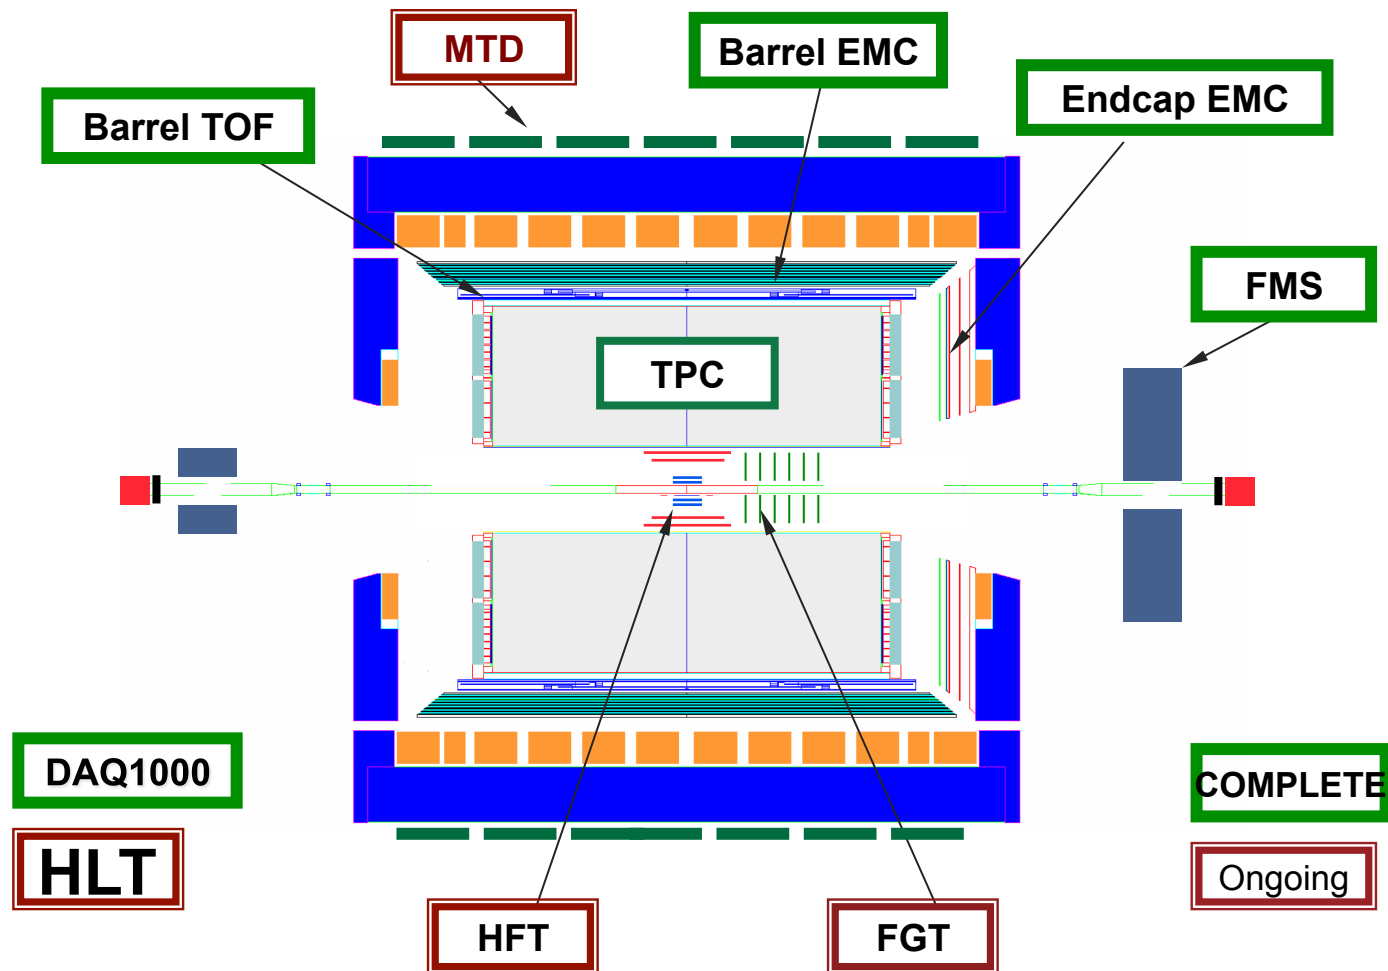 MTD
Barrel EMC
Endcap EMC
Barrel TOF
FMS
TPC
DAQ1000
COMPLETE
HLT
Ongoing
HFT
FGT